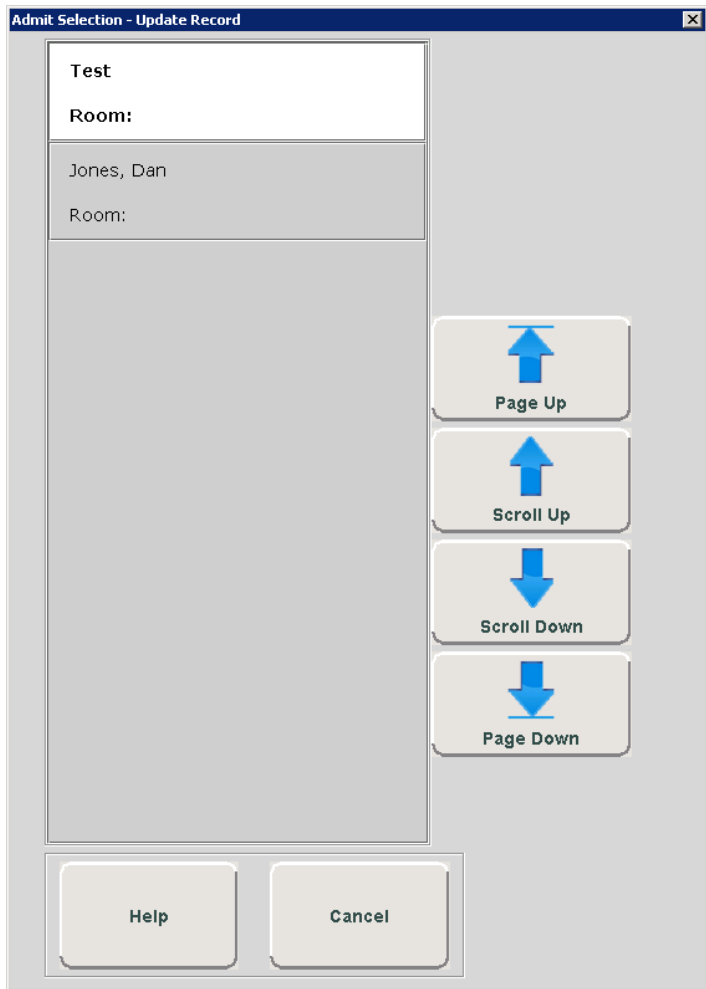 Admit Selection - Update Record
Test
Room:
Jones, Dan
Room:
Page Up
Scroll Up
Scroll Down
Page Down
Help Cancel